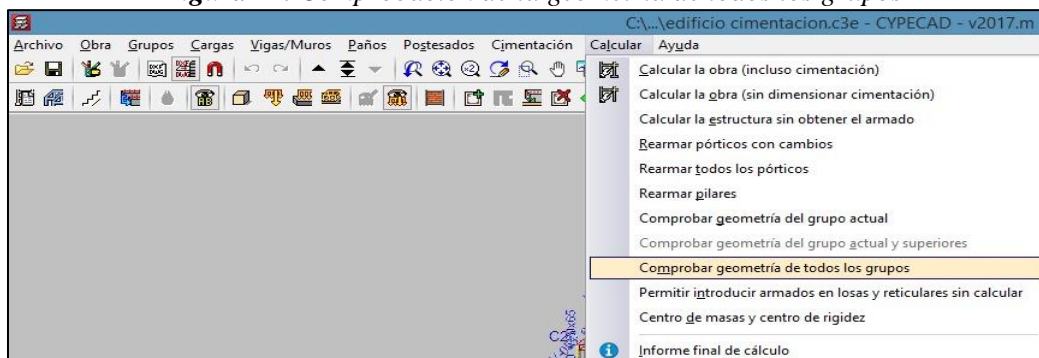 C:\...\edificio cimentacion.c3e - CYPECAD - v2017.m
Archivo Obra Grupos Cargas Vigas/Muros Paños Postesados Cimentación Calcular Ayuda
Calcular la obra (incluso cimentación)
Calcular la obra (sin dimensionar cimentación)
Calcular la estructura sin obtener el armado
Rearmar pórticos con cambios
Rearmar todos los pórticos
Rearmar pilares
Comprobar geometría del grupo actual
Comprobar geometría del grupo actual y superiores
Comprobar geometría de todos los grupos
Permitir introducir armados en losas y reticulares sin calcular
Centro de masas y centro de rigidez
Informe final de cálculo